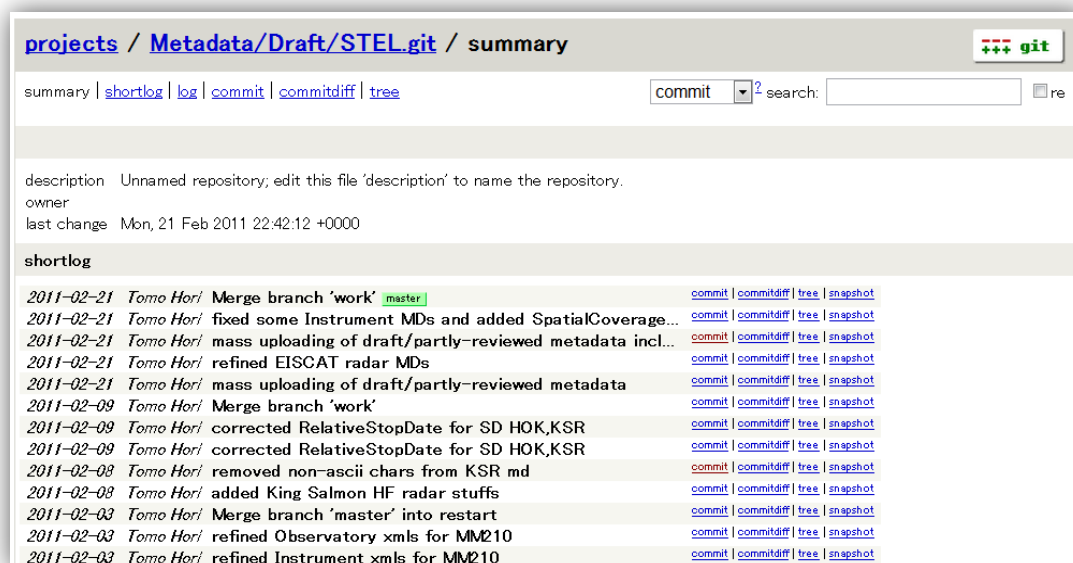 projects / Metadata/Draft/STEL.git / summary
git
summary | shortlog | log | commit | commitdiff | tree
commit ? search: re
description Unnamed repository; edit this file 'description' to name the repository.
owner
last change Mon, 21 Feb 2011 22:42:12 +0000
shortlog
2011-02-21 Tomo Hori Merge branch 'work' master commit | commitdiff | tree | snapshot
2011-02-21 Tomo Hori fixed some Instrument MDs and added SpatialCoverage... commit | commitdiff | tree | snapshot
2011-02-21 Tomo Hori mass uploading of draft/partly-reviewed metadata incl... commit | commitdiff | tree | snapshot
2011-02-21 Tomo Hori refined EISCAT radar MDs commit | commitdiff | tree | snapshot
2011-02-21 Tomo Hori mass uploading of draft/partly-reviewed metadata commit | commitdiff | tree | snapshot
2011-02-09 Tomo Hori Merge branch 'work' commit | commitdiff | tree | snapshot
2011-02-09 Tomo Hori corrected RelativeStopDate for SD HOK,KSR commit | commitdiff | tree | snapshot
2011-02-09 Tomo Hori corrected RelativeStopDate for SD HOK,KSR commit | commitdiff | tree | snapshot
2011-02-08 Tomo Hori removed non-ascii chars from KSR md commit | commitdiff | tree | snapshot
2011-02-08 Tomo Hori added King Salmon HF radar stuffs commit | commitdiff | tree | snapshot
2011-02-03 Tomo Hori Merge branch 'master' into restart commit | commitdiff | tree | snapshot
2011-02-03 Tomo Hori refined Observatory xmls for MM210 commit | commitdiff | tree | snapshot
2011-02-03 Tomo Hori refined Instrument xmls for MM210 commit | commitdiff | tree | snapshot